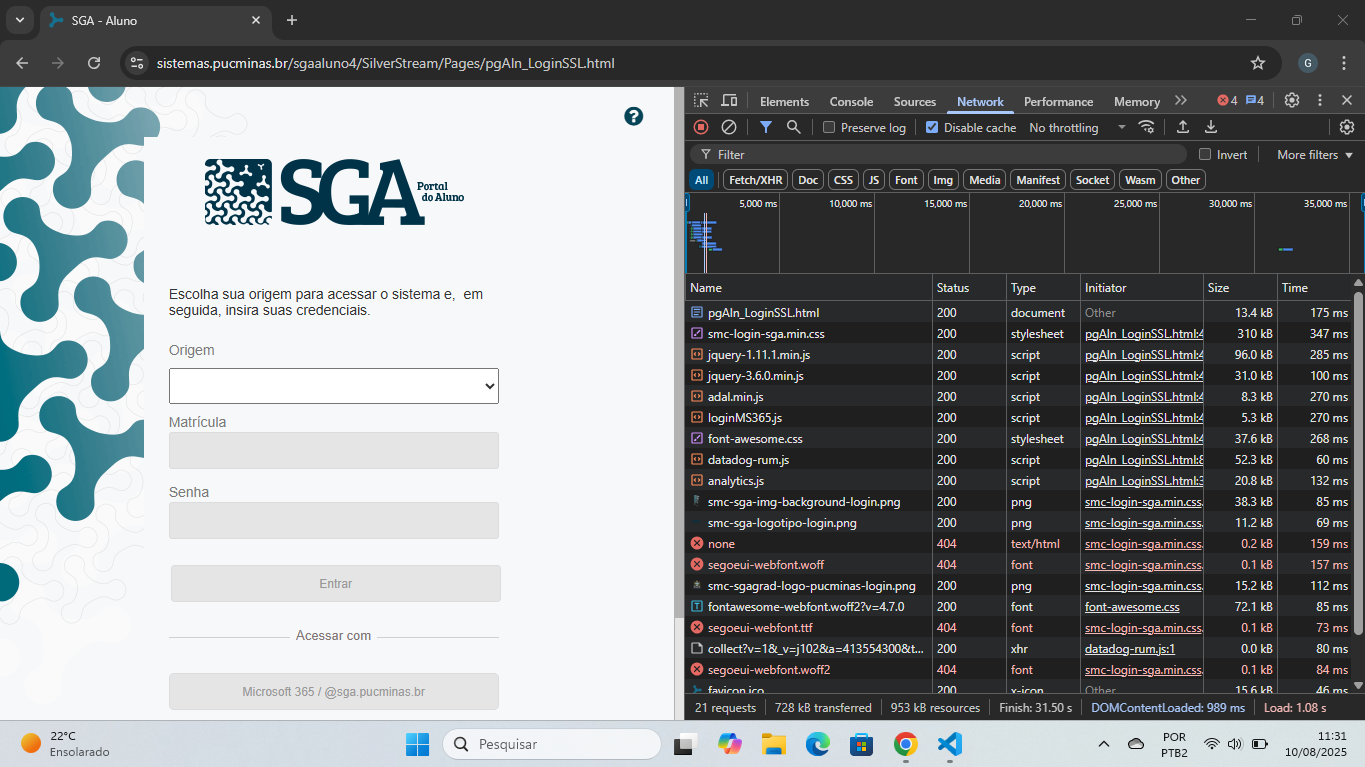 SGA - Aluno
sistemas.pucminas.br/sgaaluno4/SilverStream/Pages/pgAln_LoginSSL.html
G
?
SGA Portal
do Aluno
Escolha sua origem para acessar o sistema e, em
seguida, insira suas credenciais.
Origem
Matrícula
Senha
Entrar
Acessar com
Microsoft 365 / @sga.pucminas.br
Elements Console Sources Network Performance Memory 4 4
Preserve log Disable cache No throttling
Filter Invert More filters
All Fetch/XHR Doc CSS JS Font Img Media Manifest Socket Wasm Other
5,000 ms 10,000 ms 15,000 ms 20,000 ms 25,000 ms 30,000 ms 35,000 ms
Name Status Type Initiator Size Time
pgAln_LoginSSL.html 200 document Other 13.4 kB 175 ms
smc-login-sga.min.css 200 stylesheet pgAln_LoginSSL.html:4 310 kB 347 ms
jquery-1.11.1.min.js 200 script pgAln_LoginSSL.html:4 96.0 kB 285 ms
jquery-3.6.0.min.js 200 script pgAln_LoginSSL.html:4 31.0 kB 100 ms
adal.min.js 200 script pgAln_LoginSSL.html:4 8.3 kB 270 ms
loginMS365.js 200 script pgAln_LoginSSL.html:4 5.3 kB 270 ms
font-awesome.css 200 stylesheet pgAln_LoginSSL.html:4 37.6 kB 268 ms
datadog-rum.js 200 script pgAln_LoginSSL.html:8 52.3 kB 60 ms
analytics.js 200 script pgAln_LoginSSL.html:3 20.8 kB 132 ms
smc-sga-img-background-login.png 200 png smc-login-sga.min.css 38.3 kB 85 ms
smc-sga-logotipo-login.png 200 png smc-login-sga.min.css 11.2 kB 69 ms
none 404 text/html smc-login-sga.min.css 0.2 kB 159 ms
segoeui-webfont.woff 404 font smc-login-sga.min.css 0.1 kB 157 ms
smc-sgagrad-logo-pucminas-login.png 200 png smc-login-sga.min.css 15.2 kB 112 ms
fontawesome-webfont.woff2?v=4.7.0 200 font font-awesome.css 72.1 kB 85 ms
segoeui-webfont.ttf 404 font smc-login-sga.min.css 0.1 kB 73 ms
collect?v=1&_v=j102&a=413554300&t... 200 xhr datadog-rum.js:1 0.0 kB 80 ms
segoeui-webfont.woff2 404 font smc-login-sga.min.css 0.1 kB 84 ms
favicon.ico 200 x-icon Other 15.6 kB 46 ms
21 requests 728 kB transferred 953 kB resources Finish: 31.50 s DOMContentLoaded: 989 ms Load: 1.08 s
22°C
Ensolarado
Pesquisar
POR
PTB2
11:31
10/08/2025